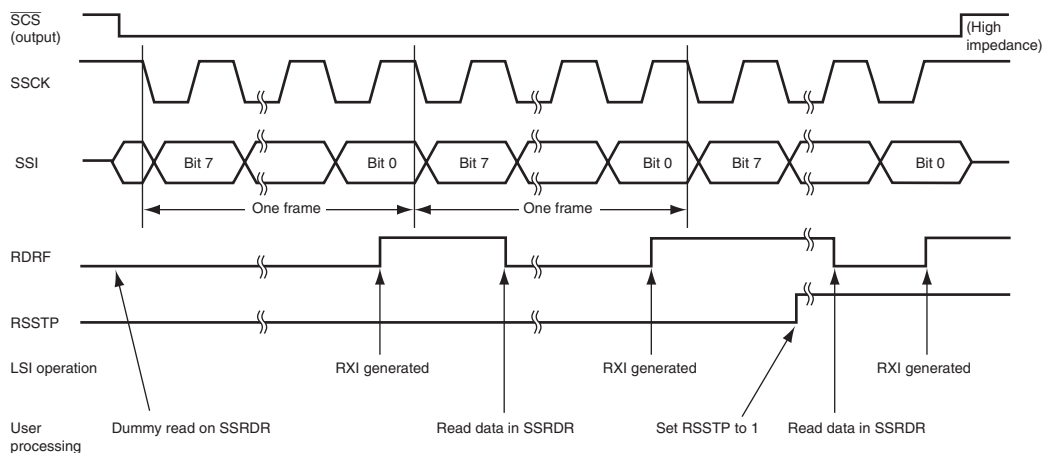 SCS
(output)
(High
impedance)
SSCK
SSI
Bit 7
Bit 0
Bit 7
Bit 0
Bit 7
Bit 0
One frame
One frame
RDRF
RSSTP
LSI operation
RXI generated
RXI generated
RXI generated
User
processing
Dummy read on SSRDR
Read data in SSRDR
Set RSSTP to 1
Read data in SSRDR